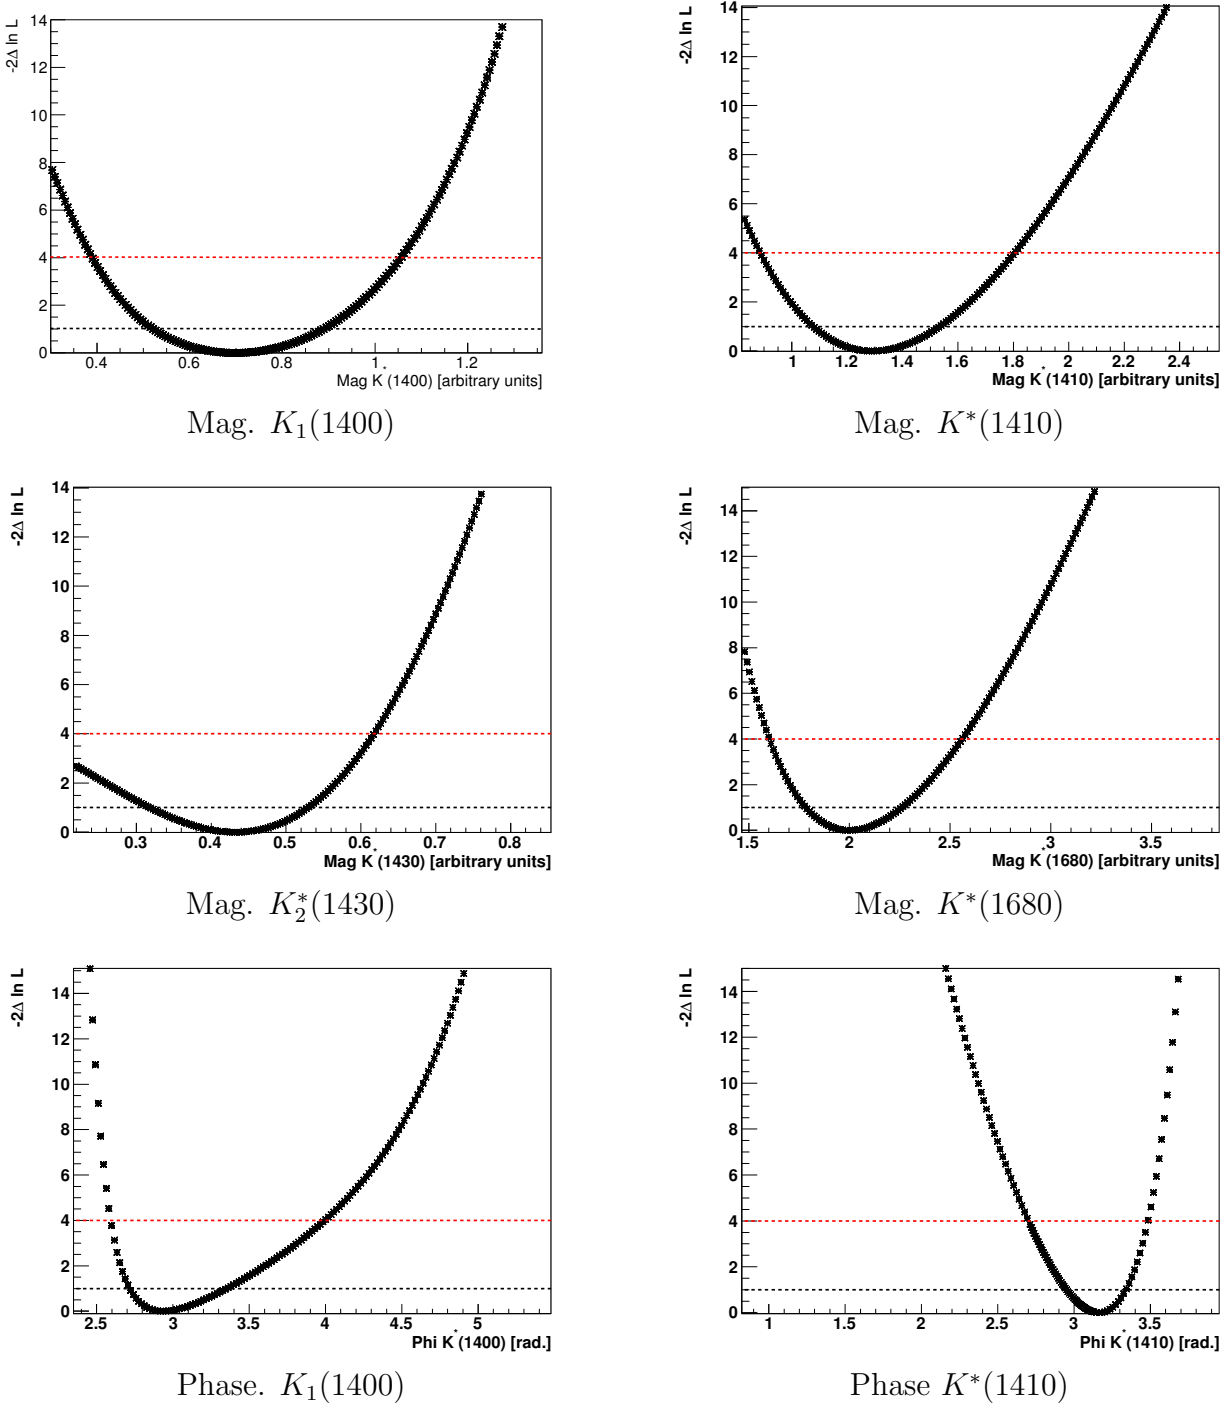 -2Δ ln L
14
12
10
8
6
4
2
0
0.4 0.6 0.8 1 1.2
Mag K*(1400) [arbitrary units]
Mag. K₁(1400)
-2Δ ln L
14
12
10
8
6
4
2
0
1 1.2 1.4 1.6 1.8 2 2.2 2.4
Mag K*(1410) [arbitrary units]
Mag. K*(1410)
-2Δ ln L
14
12
10
8
6
4
2
0
0.3 0.4 0.5 0.6 0.7 0.8
Mag K*(1430) [arbitrary units]
Mag. K₂*(1430)
-2Δ ln L
14
12
10
8
6
4
2
0
1.5 2 2.5 3 3.5
Mag K*(1680) [arbitrary units]
Mag. K*(1680)
-2Δ ln L
14
12
10
8
6
4
2
0
2.5 3 3.5 4 4.5 5
Phi K*(1400) [rad.]
Phase. K₁(1400)
-2Δ ln L
14
12
10
8
6
4
2
0
1 1.5 2 2.5 3 3.5
Phi K*(1410) [rad.]
Phase K*(1410)